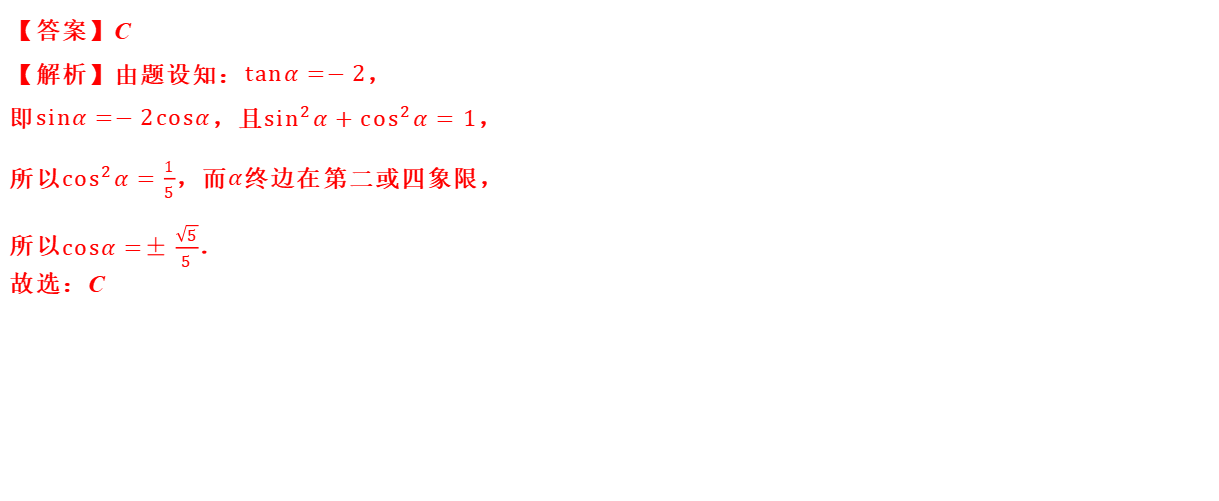 【答案】C
【解析】由题设知：tanα =− 2，
即sinα =− 2cosα，且sin²α + cos²α = 1，
所以cos²α = 1/5，而α终边在第二或四象限，
所以cosα =± √5/5．
故选：C